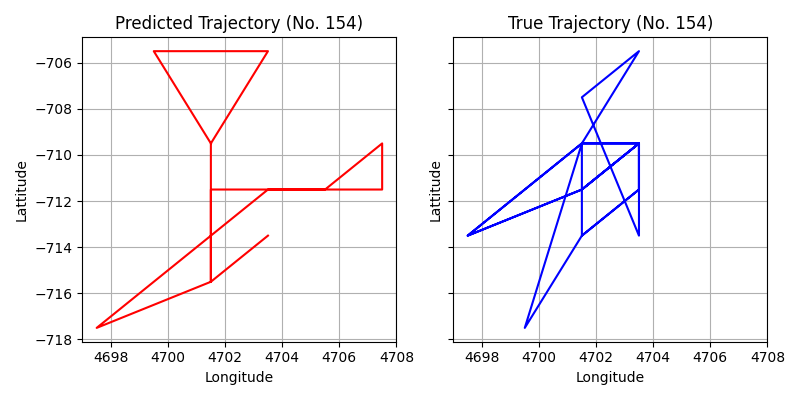 Predicted Trajectory (No. 154)
True Trajectory (No. 154)
−706
−708
−710
−712
−714
−716
−718
Lattitude
Lattitude
4698 4700 4702 4704 4706 4708
4698 4700 4702 4704 4706 4708
Longitude
Longitude